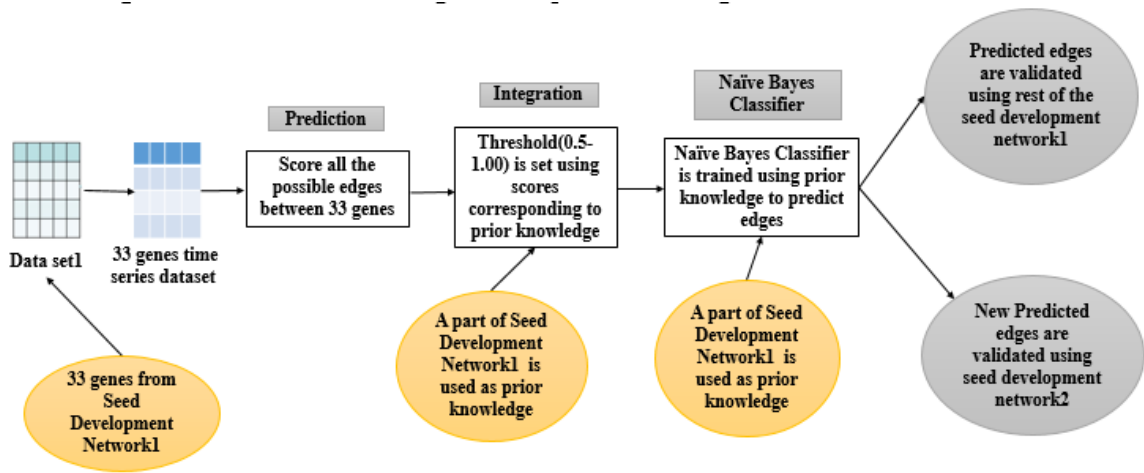 Data set1
33 genes time
series dataset
33 genes from
Seed
Development
Network1
Prediction
Score all the
possible edges
between 33 genes
Integration
Threshold(0.5-
1.00) is set using
scores
corresponding to
prior knowledge
A part of Seed
Development
Network1 is
used as prior
knowledge
Naïve Bayes
Classifier
Naïve Bayes Classifier
is trained using prior
knowledge to predict
edges
A part of Seed
Development
Network1 is
used as prior
knowledge
Predicted edges
are validated
using rest of the
seed development
network1
New Predicted
edges are
validated using
seed development
network2